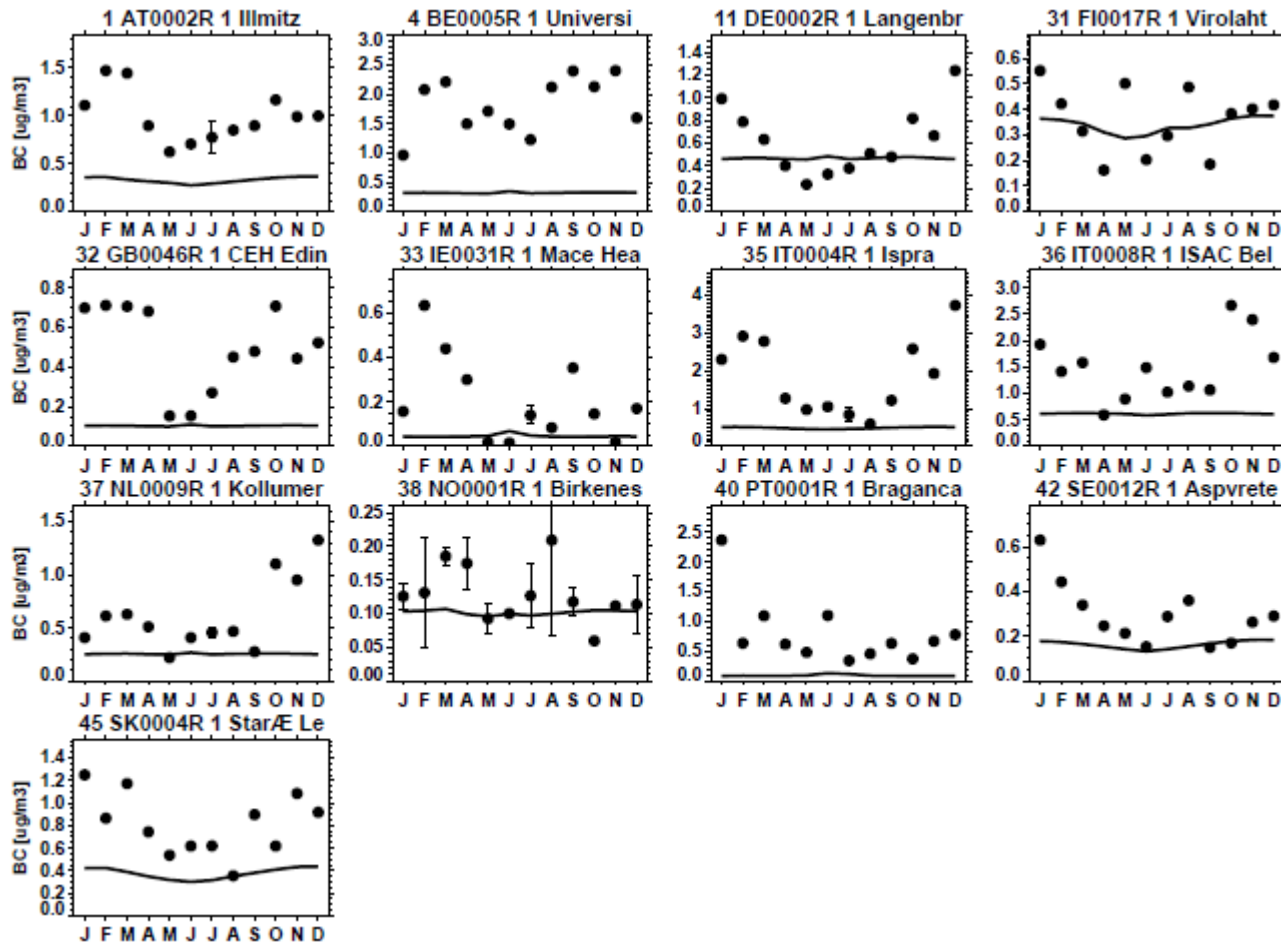 1 AT0002R 1 Illmitz
BC [ug/m3]
1.5
1.0
0.5
0.0
J F M A M J J A S O N D
4 BE0005R 1 Universi
3.0
2.5
2.0
1.5
1.0
0.5
0.0
J F M A M J J A S O N D
11 DE0002R 1 Langenbr
1.4
1.2
1.0
0.8
0.6
0.4
0.2
0.0
J F M A M J J A S O N D
31 FI0017R 1 Virolaht
0.6
0.5
0.4
0.3
0.2
0.1
0.0
J F M A M J J A S O N D
32 GB0046R 1 CEH Edin
BC [ug/m3]
0.8
0.6
0.4
0.2
0.0
J F M A M J J A S O N D
33 IE0031R 1 Mace Hea
0.6
0.4
0.2
0.0
J F M A M J J A S O N D
35 IT0004R 1 Ispra
4
3
2
1
0
J F M A M J J A S O N D
36 IT0008R 1 ISAC Bel
3.0
2.5
2.0
1.5
1.0
0.5
0.0
J F M A M J J A S O N D
37 NL0009R 1 Kollumer
BC [ug/m3]
1.5
1.0
0.5
0.0
J F M A M J J A S O N D
38 NO0001R 1 Birkenes
0.25
0.20
0.15
0.10
0.05
0.00
J F M A M J J A S O N D
40 PT0001R 1 Braganca
2.5
2.0
1.5
1.0
0.5
0.0
J F M A M J J A S O N D
42 SE0012R 1 Aspvrete
0.6
0.4
0.2
0.0
J F M A M J J A S O N D
45 SK0004R 1 StarÆ Le
BC [ug/m3]
1.4
1.2
1.0
0.8
0.6
0.4
0.2
0.0
J F M A M J J A S O N D